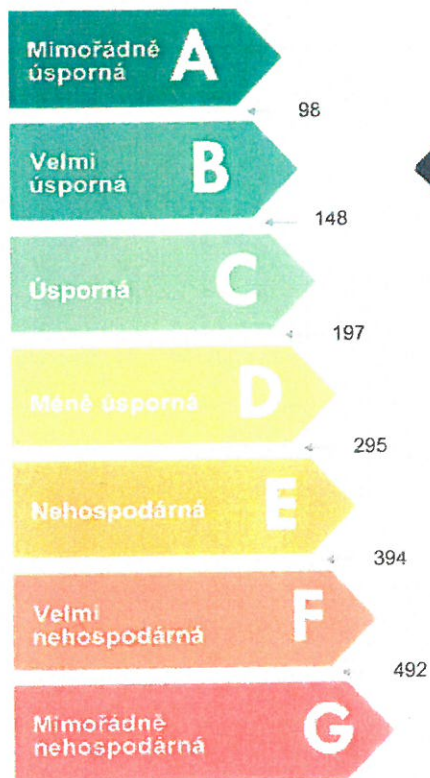 Mimořádně
úsporná
A
98
Velmi
úsporná
B
148
Úsporná
C
197
Méně úsporná
D
295
Nehospodárná
E
394
Velmi
nehospodárná
F
492
Mimořádně
nehospodárná
G